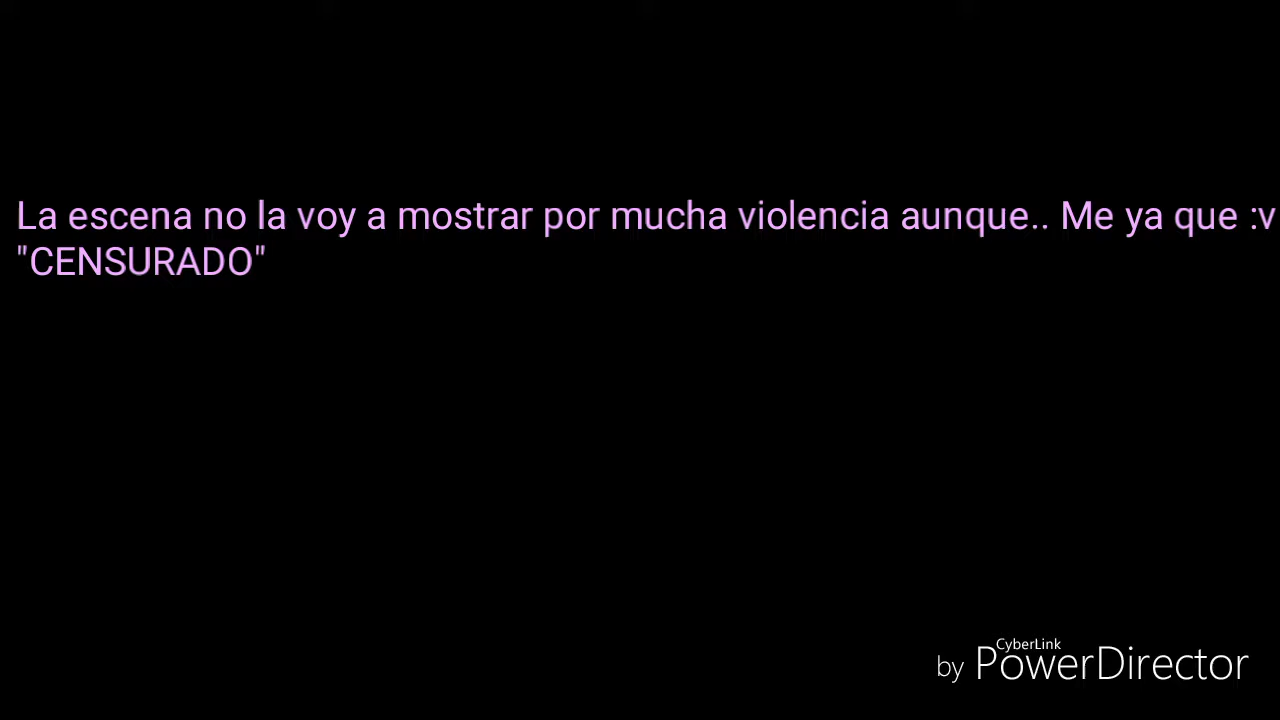 La escena no la voy a mostrar por mucha violencia aunque.. Me ya que :v
"CENSURADO"
CyberLink
by PowerDirector